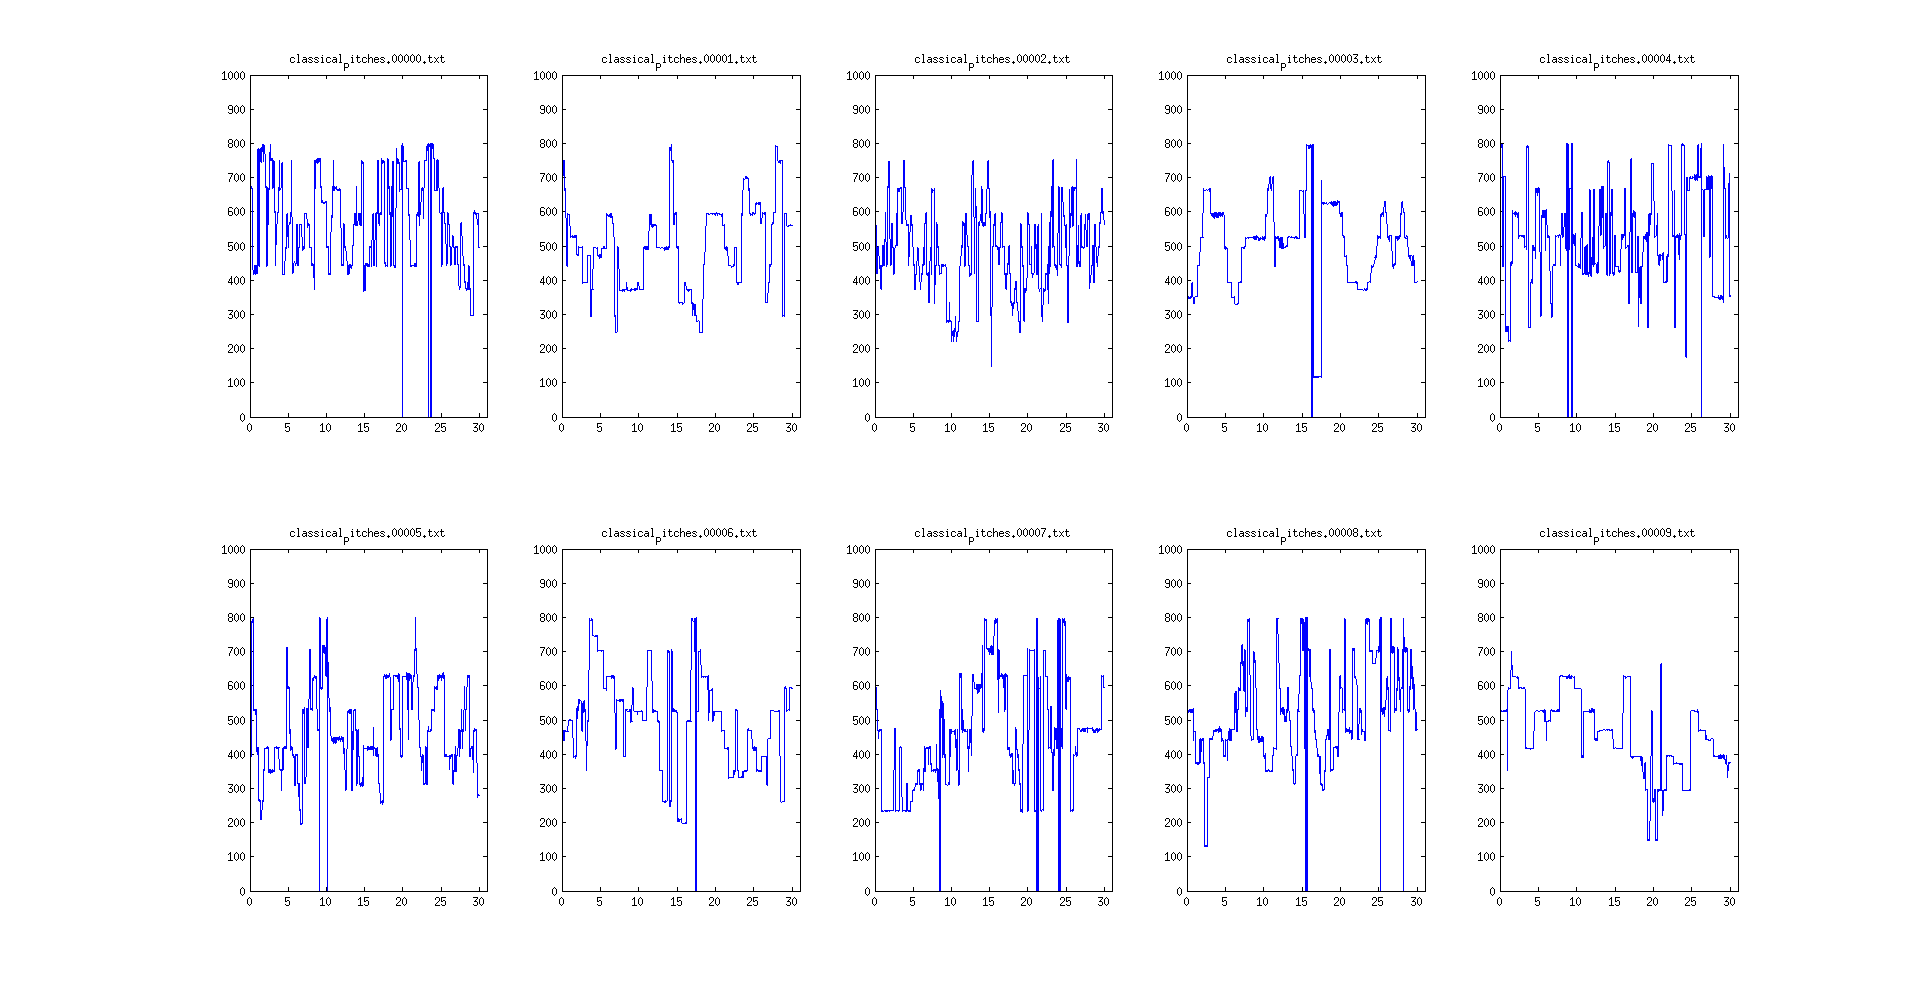 classical_pitches.00000.txt classical_pitches.00001.txt classical_pitches.00002.txt classical_pitches.00003.txt classical_pitches.00004.txt
1000 1000 1000 1000 1000
900 900 900 900 900
800 800 800 800 800
700 700 700 700 700
600 600 600 600 600
500 500 500 500 500
400 400 400 400 400
300 300 300 300 300
200 200 200 200 200
100 100 100 100 100
0 0 0 0 0
0 5 10 15 20 25 30 0 5 10 15 20 25 30 0 5 10 15 20 25 30 0 5 10 15 20 25 30 0 5 10 15 20 25 30
classical_pitches.00005.txt classical_pitches.00006.txt classical_pitches.00007.txt classical_pitches.00008.txt classical_pitches.00009.txt
1000 1000 1000 1000 1000
900 900 900 900 900
800 800 800 800 800
700 700 700 700 700
600 600 600 600 600
500 500 500 500 500
400 400 400 400 400
300 300 300 300 300
200 200 200 200 200
100 100 100 100 100
0 0 0 0 0
0 5 10 15 20 25 30 0 5 10 15 20 25 30 0 5 10 15 20 25 30 0 5 10 15 20 25 30 0 5 10 15 20 25 30